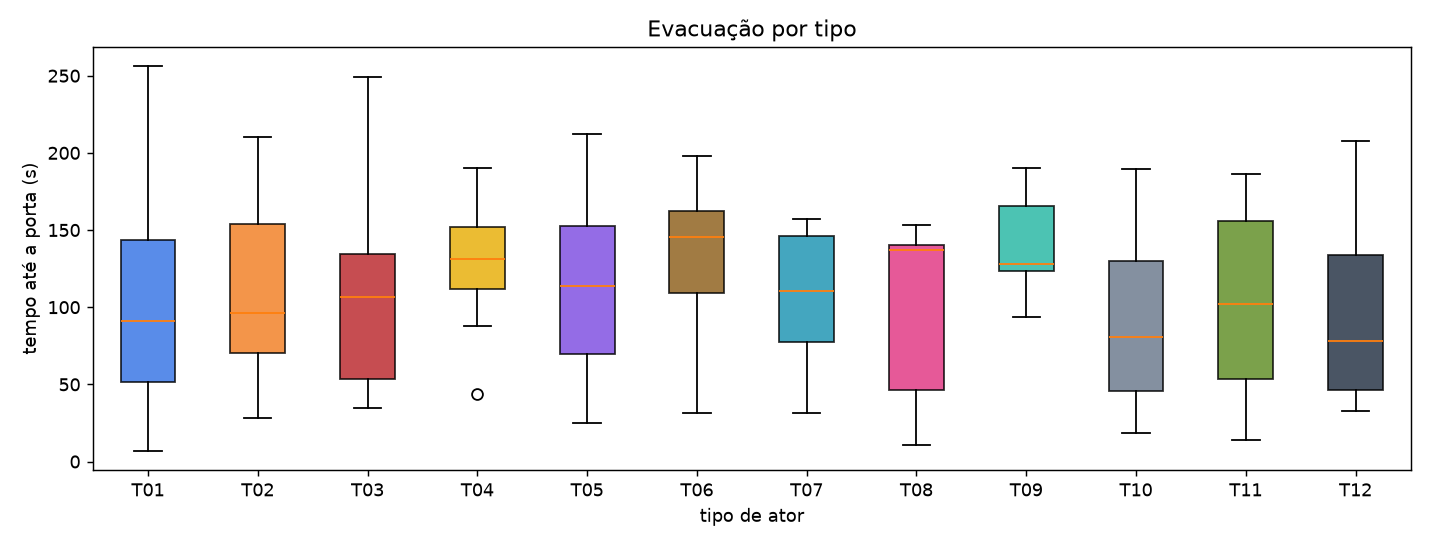 Evacuação por tipo
tempo até a porta (s)
250
200
150
100
50
0
T01 T02 T03 T04 T05 T06 T07 T08 T09 T10 T11 T12
tipo de ator